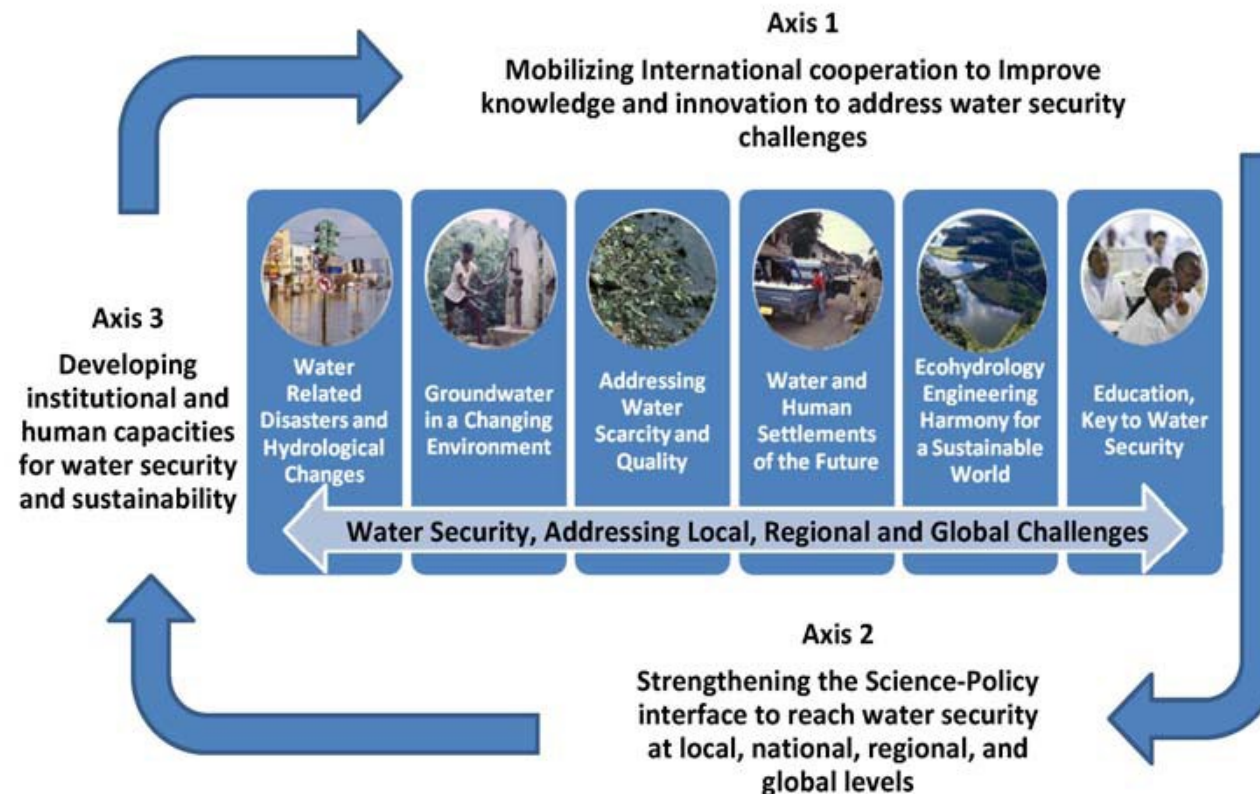 Axis 1
Mobilizing International cooperation to Improve
knowledge and innovation to address water security
challenges
Axis 3
Developing
institutional and
human capacities
for water security
and sustainability
Water
Related
Disasters and
Hydrological
Changes
Groundwater
in a Changing
Environment
Addressing
Water
Scarcity and
Quality
Water and
Human
Settlements
of the Future
Ecohydrology
Engineering
Harmony for
a Sustainable
World
Education,
Key to Water
Security
Water Security, Addressing Local, Regional and Global Challenges
Axis 2
Strengthening the Science-Policy
interface to reach water security
at local, national, regional, and
global levels